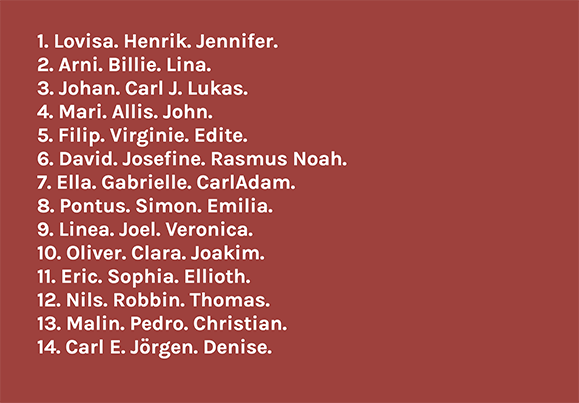 1. Lovisa. Henrik. Jennifer.
2. Arni. Billie. Lina.
3. Johan. Carl J. Lukas.
4. Mari. Allis. John.
5. Filip. Virginie. Edite.
6. David. Josefine. Rasmus Noah.
7. Ella. Gabrielle. CarlAdam.
8. Pontus. Simon. Emilia.
9. Linea. Joel. Veronica.
10. Oliver. Clara. Joakim.
11. Eric. Sophia. Ellioth.
12. Nils. Robbin. Thomas.
13. Malin. Pedro. Christian.
14. Carl E. Jörgen. Denise.